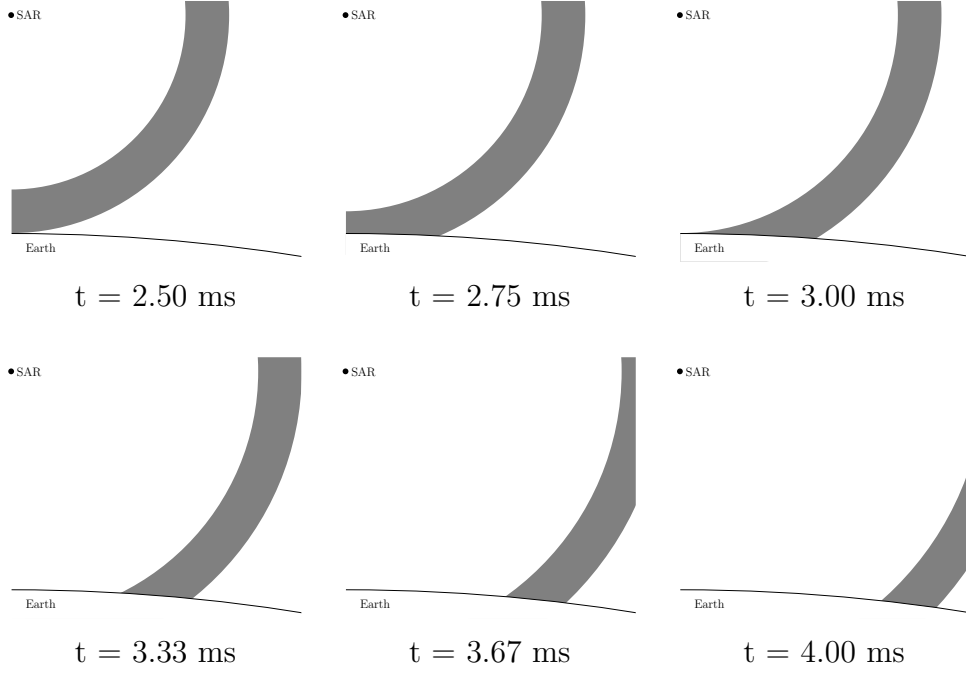 SAR
Earth
t = 2.50 ms
SAR
Earth
t = 2.75 ms
SAR
Earth
t = 3.00 ms
SAR
Earth
t = 3.33 ms
SAR
Earth
t = 3.67 ms
SAR
Earth
t = 4.00 ms